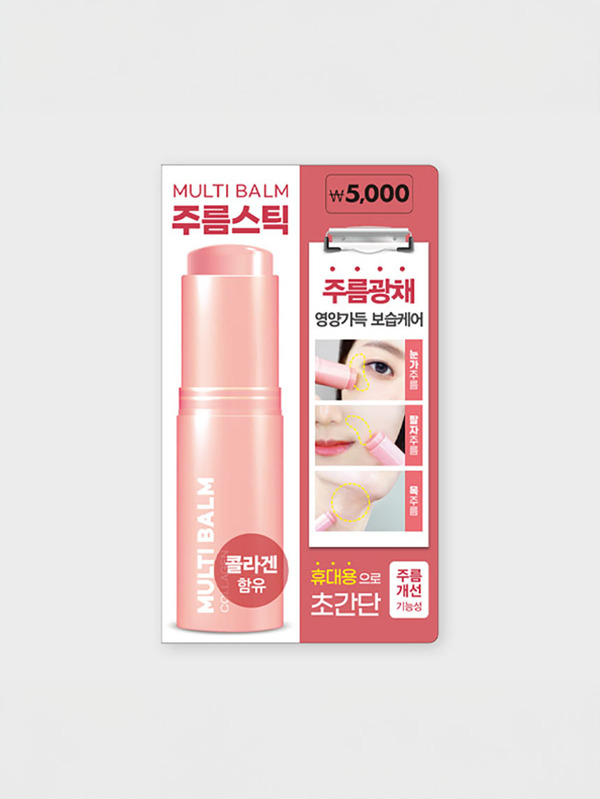 MULTI BALM
주름스틱
MULTI BALM
COLLAGEN
콜라겐
함유
₩5,000
주름광채
영양가득 보습케어
눈가주름
팔자주름
목주름
휴대용으로
초간단
주름
개선
기능성